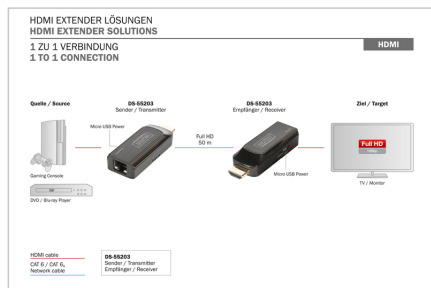 HDMI EXTENDER LÖSUNGEN
HDMI EXTENDER SOLUTIONS
1 ZU 1 VERBINDUNG
1 TO 1 CONNECTION
HDMI
Quelle / Source
DS-55203
Sender / Transmitter
DS-55203
Empfänger / Receiver
Ziel / Target
Micro USB Power
Full HD
50 m
Full HD
Micro USB Power
Gaming Console
TV / Monitor
DVD / Blu-ray Player
HDMI cable
CAT 6 / CAT 6A
Network cable
DS-55203
Sender / Transmitter
Empfänger / Receiver